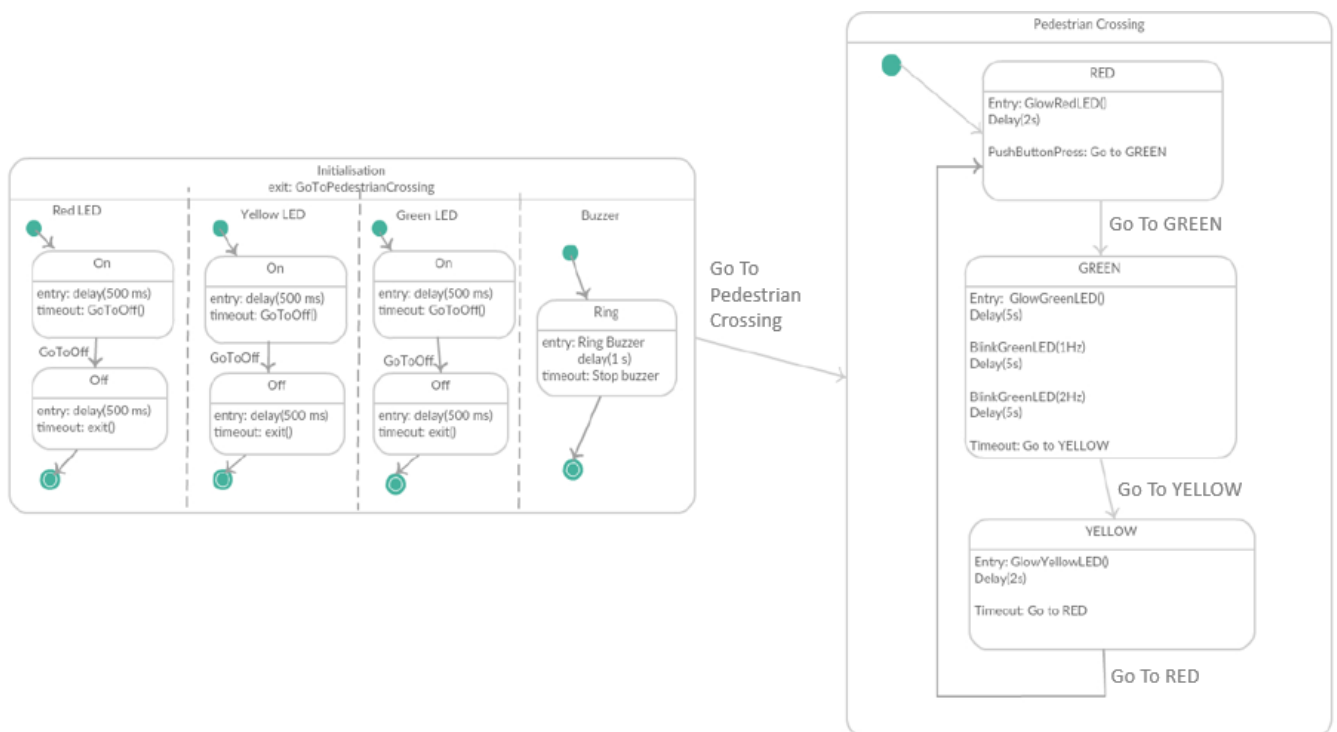 Initialisation
exit: GoToPedestrianCrossing
Red LED
On
entry: delay(500 ms)
timeout: GoToOff()
GoToOff
Off
entry: delay(500 ms)
timeout: exit()
Yellow LED
On
entry: delay(500 ms)
timeout: GoToOff()
GoToOff
Off
entry: delay(500 ms)
timeout: exit()
Green LED
On
entry: delay(500 ms)
timeout: GoToOff()
GoToOff
Off
entry: delay(500 ms)
timeout: exit()
Buzzer
Ring
entry: Ring Buzzer
delay(1 s)
timeout: Stop buzzer
Go To
Pedestrian
Crossing
Pedestrian Crossing
RED
Entry: GlowRedLED()
Delay(2s)
PushButtonPress: Go to GREEN
Go To GREEN
GREEN
Entry: GlowGreenLED()
Delay(5s)
BlinkGreenLED(1Hz)
Delay(5s)
BlinkGreenLED(2Hz)
Delay(5s)
Timeout: Go to YELLOW
Go To YELLOW
YELLOW
Entry: GlowYellowLED()
Delay(2s)
Timeout: Go to RED
Go To RED